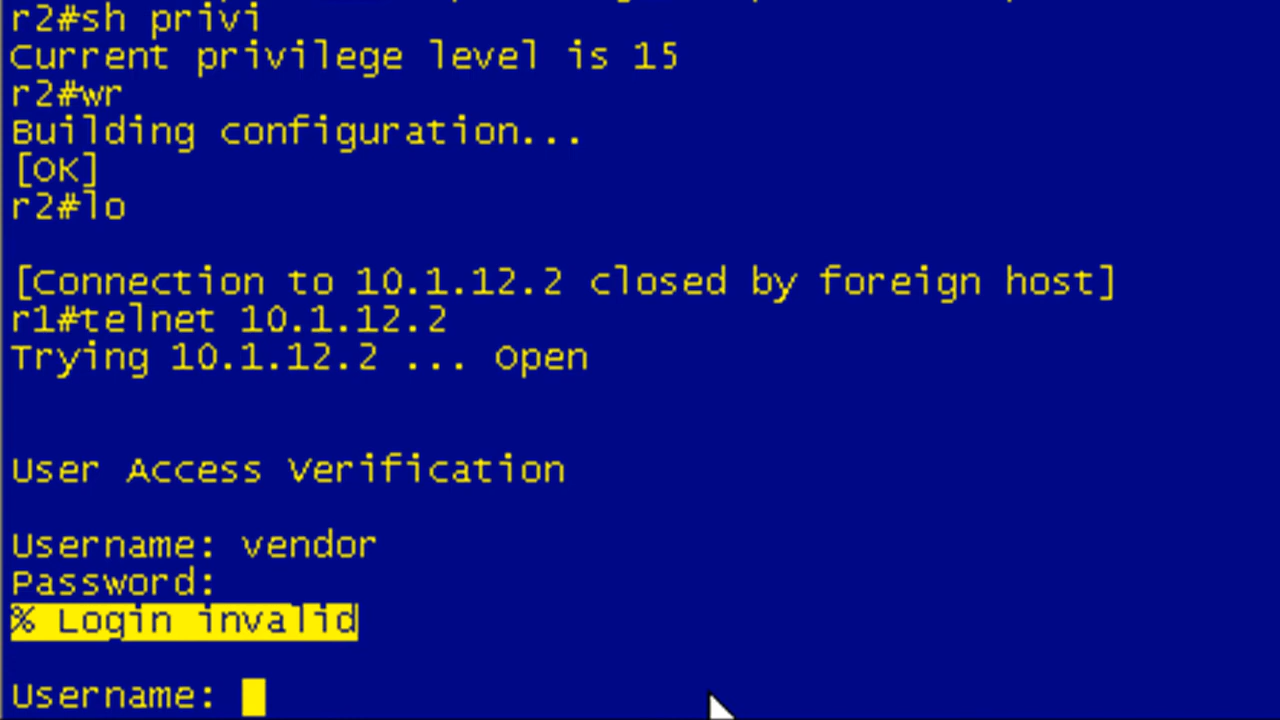 r2#sh privi
Current privilege level is 15
r2#wr
Building configuration...
[OK]
r2#lo
[Connection to 10.1.12.2 closed by foreign host]
r1#telnet 10.1.12.2
Trying 10.1.12.2 ... Open
User Access Verification
Username: vendor
Password:
% Login invalid
Username: